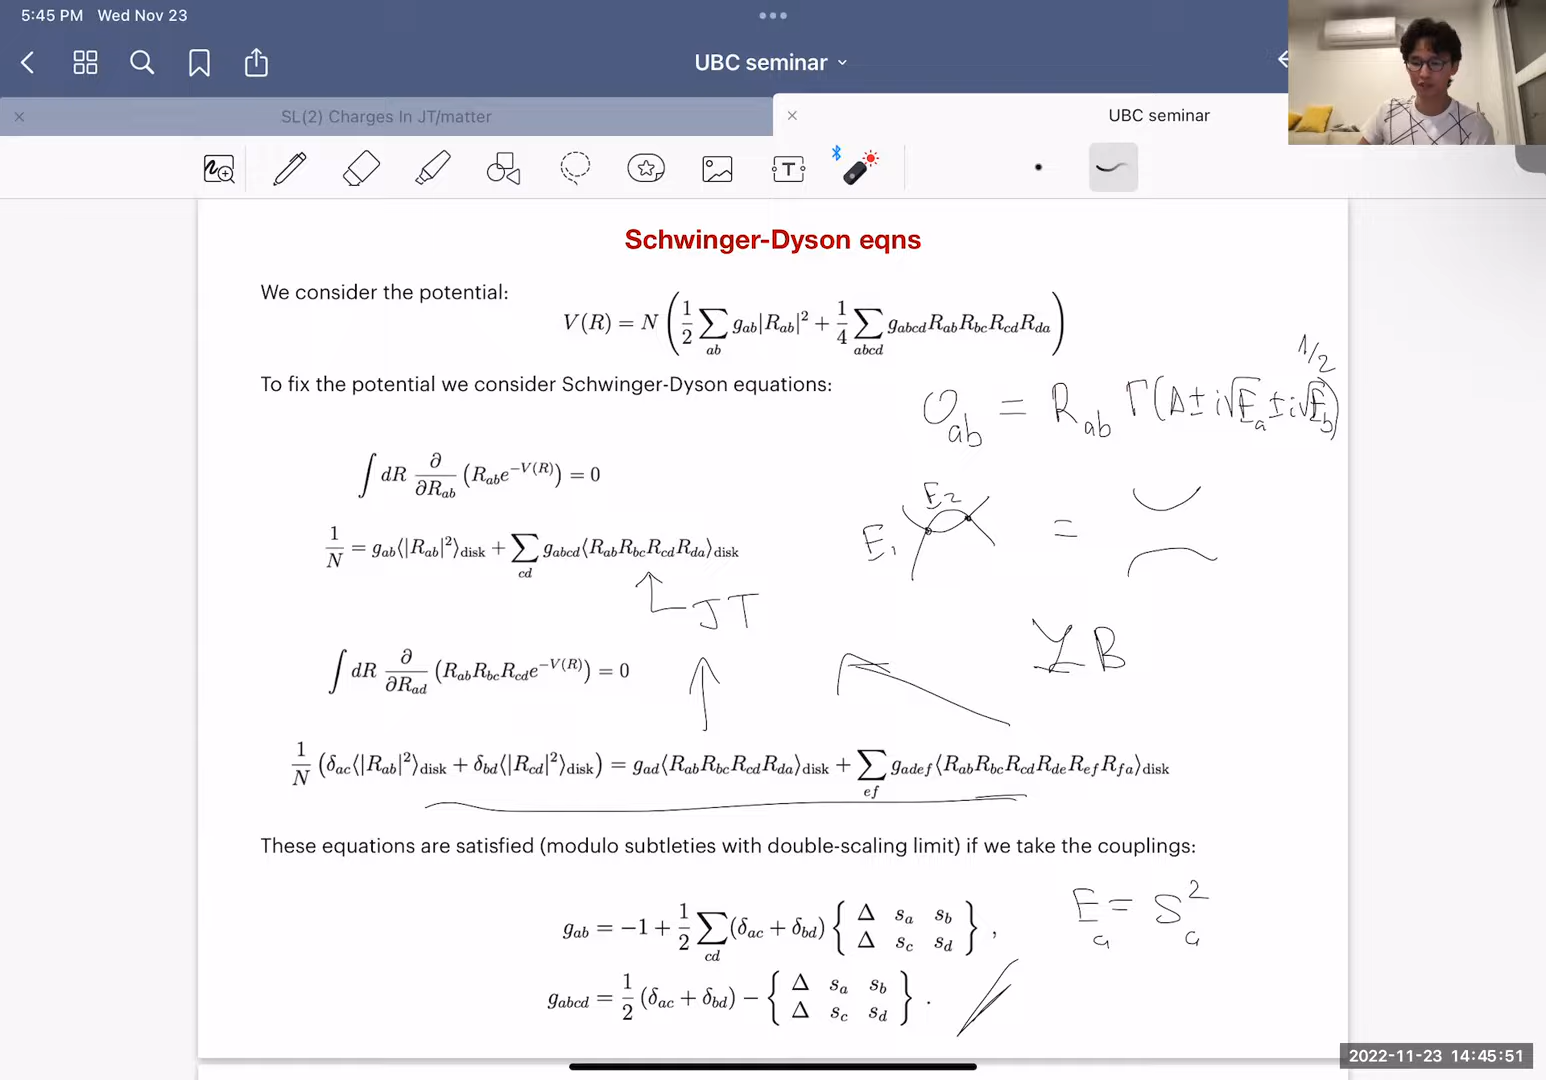 5:45 PM Wed Nov 23
UBC seminar
SL(2) Charges In JT/matter
UBC seminar
T
Schwinger-Dyson eqns
We consider the potential:
V(R) = N ( 1/2 ∑_{ab} g_{ab}|R_{ab}|² + 1/4 ∑_{abcd} g_{abcd}R_{ab}R_{bc}R_{cd}R_{da} )
To fix the potential we consider Schwinger-Dyson equations:
O_{ab} = R_{ab} Γ(Δ ± i√E_a ± i√E_b)^{1/2}
∫ dR ∂/∂R_{ab} (R_{ab}e^{−V(R)}) = 0
E_1 E_2 =
1/N = g_{ab}⟨|R_{ab}|²⟩_{disk} + ∑_{cd} g_{abcd}⟨R_{ab}R_{bc}R_{cd}R_{da}⟩_{disk}
JT
YB
∫ dR ∂/∂R_{ad} (R_{ab}R_{bc}R_{cd}e^{−V(R)}) = 0
1/N (δ_{ac}⟨|R_{ab}|²⟩_{disk} + δ_{bd}⟨|R_{cd}|²⟩_{disk}) = g_{ad}⟨R_{ab}R_{bc}R_{cd}R_{da}⟩_{disk} + ∑_{ef} g_{adef}⟨R_{ab}R_{bc}R_{cd}R_{de}R_{ef}R_{fa}⟩_{disk}
These equations are satisfied (modulo subtleties with double-scaling limit) if we take the couplings:
g_{ab} = −1 + 1/2 ∑_{cd} (δ_{ac} + δ_{bd}) { Δ s_a s_b ; Δ s_c s_d } ,
E_a = S_a^2
g_{abcd} = 1/2 (δ_{ac} + δ_{bd}) − { Δ s_a s_b ; Δ s_c s_d } .
2022-11-23 14:45:51